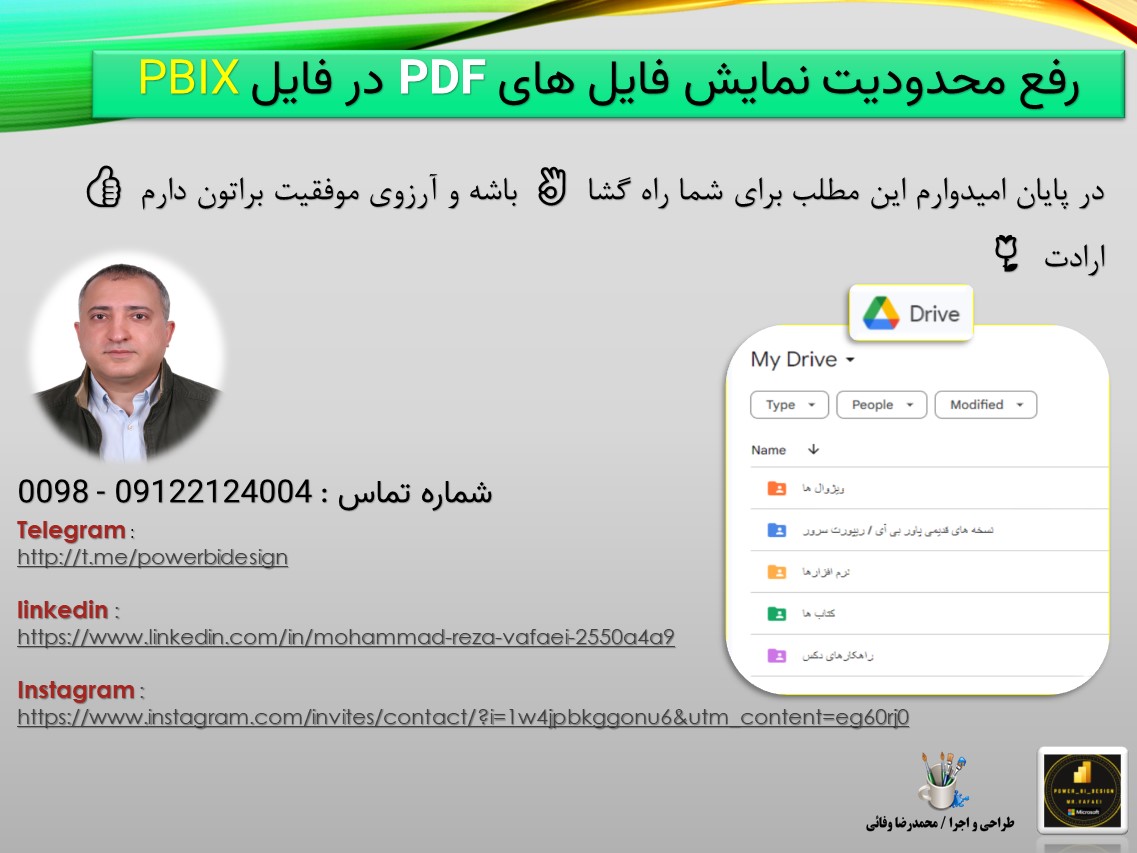 رفع محدودیت نمایش فایل های PDF در فایل PBIX
در پایان امیدوارم این مطلب برای شما راه گشا 👌 باشه و آرزوی موفقیت براتون دارم 👍
ارادت 🌹
Drive
My Drive
Type People Modified
Name ↓
ویژوال ها
نسخه های قدیمی پاور بی آی / ریپورت سرور
نرم افزارها
کتاب ها
راهکارهای دکس
شماره تماس : 09122124004 - 0098
Telegram :
http://t.me/powerbidesign
linkedin :
https://www.linkedin.com/in/mohammad-reza-vafaei-2550a4a9
Instagram :
https://www.instagram.com/invites/contact/?i=1w4jpbkggonu6&utm_content=eg60rj0
طراحی و اجرا / محمدرضا وفائی
POWER_BI_DESIGN
MR.VAFAEI
Microsoft